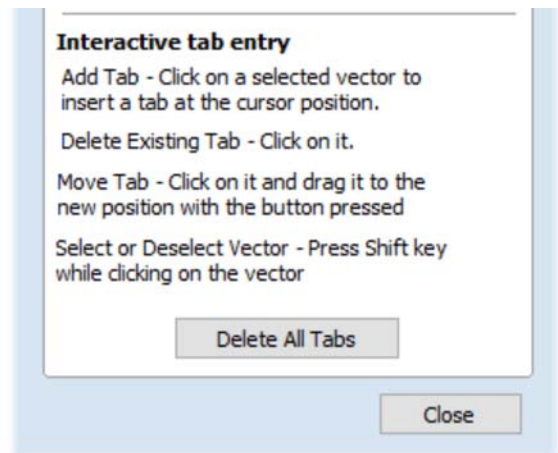 Interactive tab entry
Add Tab - Click on a selected vector to
insert a tab at the cursor position.
Delete Existing Tab - Click on it.
Move Tab - Click on it and drag it to the
new position with the button pressed
Select or Deselect Vector - Press Shift key
while clicking on the vector
Delete All Tabs
Close